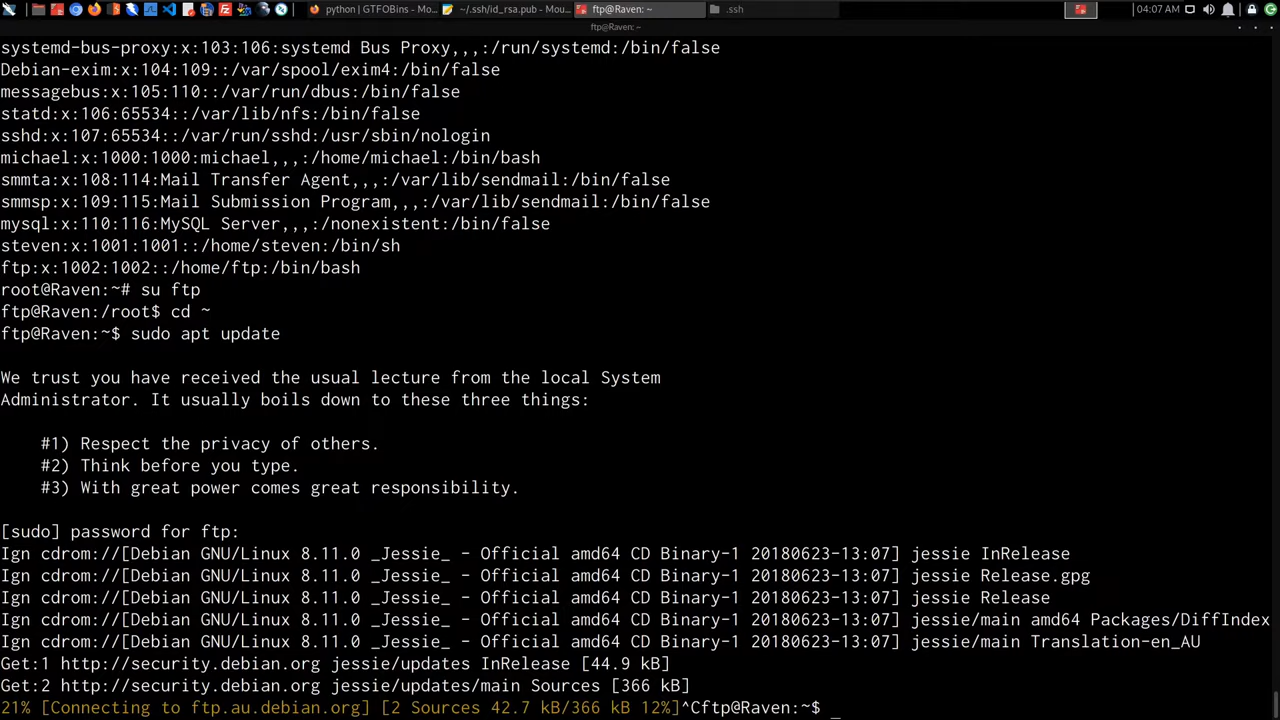 python | GTFOBins - Mo...
~/.ssh/id_rsa.pub - Mou...
ftp@Raven: ~
.ssh
04:07 AM
ftp@Raven: ~
systemd-bus-proxy:x:103:106:systemd Bus Proxy,,,:/run/systemd:/bin/false
Debian-exim:x:104:109::/var/spool/exim4:/bin/false
messagebus:x:105:110::/var/run/dbus:/bin/false
statd:x:106:65534::/var/lib/nfs:/bin/false
sshd:x:107:65534::/var/run/sshd:/usr/sbin/nologin
michael:x:1000:1000:michael,,,:/home/michael:/bin/bash
smmta:x:108:114:Mail Transfer Agent,,,:/var/lib/sendmail:/bin/false
smmsp:x:109:115:Mail Submission Program,,,:/var/lib/sendmail:/bin/false
mysql:x:110:116:MySQL Server,,,:/nonexistent:/bin/false
steven:x:1001:1001::/home/steven:/bin/sh
ftp:x:1002:1002::/home/ftp:/bin/bash
root@Raven:~# su ftp
ftp@Raven:/root$ cd ~
ftp@Raven:~$ sudo apt update
We trust you have received the usual lecture from the local System
Administrator. It usually boils down to these three things:
#1) Respect the privacy of others.
#2) Think before you type.
#3) With great power comes great responsibility.
[sudo] password for ftp:
Ign cdrom://[Debian GNU/Linux 8.11.0 _Jessie_ - Official amd64 CD Binary-1 20180623-13:07] jessie InRelease
Ign cdrom://[Debian GNU/Linux 8.11.0 _Jessie_ - Official amd64 CD Binary-1 20180623-13:07] jessie Release.gpg
Ign cdrom://[Debian GNU/Linux 8.11.0 _Jessie_ - Official amd64 CD Binary-1 20180623-13:07] jessie Release
Ign cdrom://[Debian GNU/Linux 8.11.0 _Jessie_ - Official amd64 CD Binary-1 20180623-13:07] jessie/main amd64 Packages/DiffIndex
Ign cdrom://[Debian GNU/Linux 8.11.0 _Jessie_ - Official amd64 CD Binary-1 20180623-13:07] jessie/main Translation-en_AU
Get:1 http://security.debian.org jessie/updates InRelease [44.9 kB]
Get:2 http://security.debian.org jessie/updates/main Sources [366 kB]
21% [Connecting to ftp.au.debian.org] [2 Sources 42.7 kB/366 kB 12%]^Cftp@Raven:~$ _